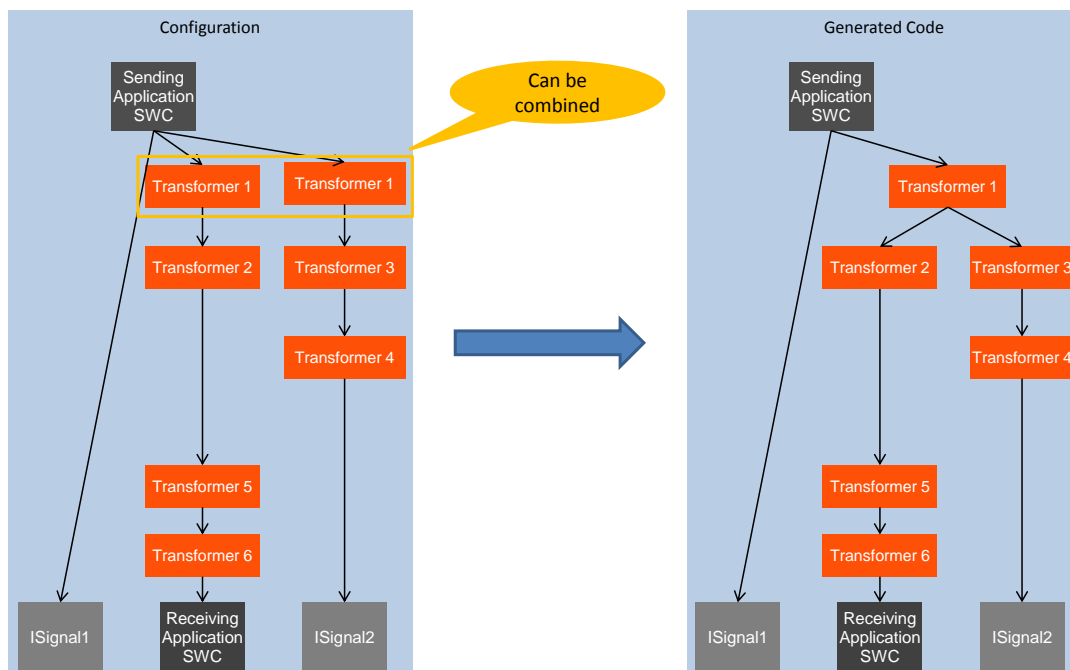 Configuration
Sending
Application
SWC
Can be
combined
Transformer 1
Transformer 1
Transformer 2
Transformer 3
Transformer 4
Transformer 5
Transformer 6
ISignal1
Receiving
Application
SWC
ISignal2
Generated Code
Sending
Application
SWC
Transformer 1
Transformer 2
Transformer 3
Transformer 4
Transformer 5
Transformer 6
ISignal1
Receiving
Application
SWC
ISignal2